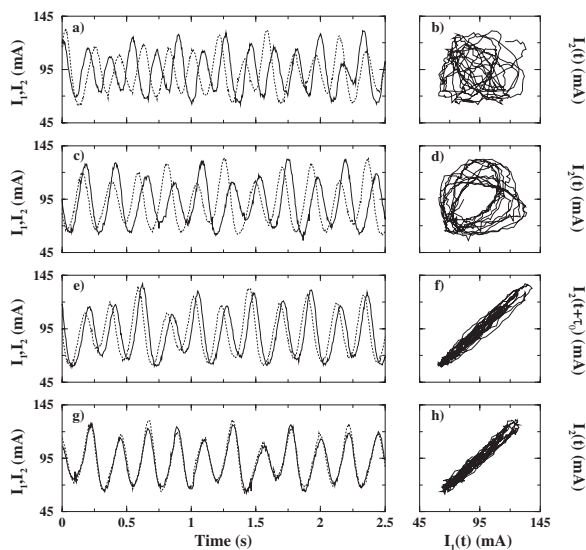 145 a) b)
I₁,I₂ (mA) 95 I₂(t) (mA)
45
145 c) d)
I₁,I₂ (mA) 95 I₂(t) (mA)
45
145 e) f)
I₁,I₂ (mA) 95 I₂(t+τ₀) (mA)
45
145 g) h)
I₁,I₂ (mA) 95 I₂(t) (mA)
45
0 0.5 1 1.5 2 2.5 45 95 145
Time (s) I₁(t) (mA)